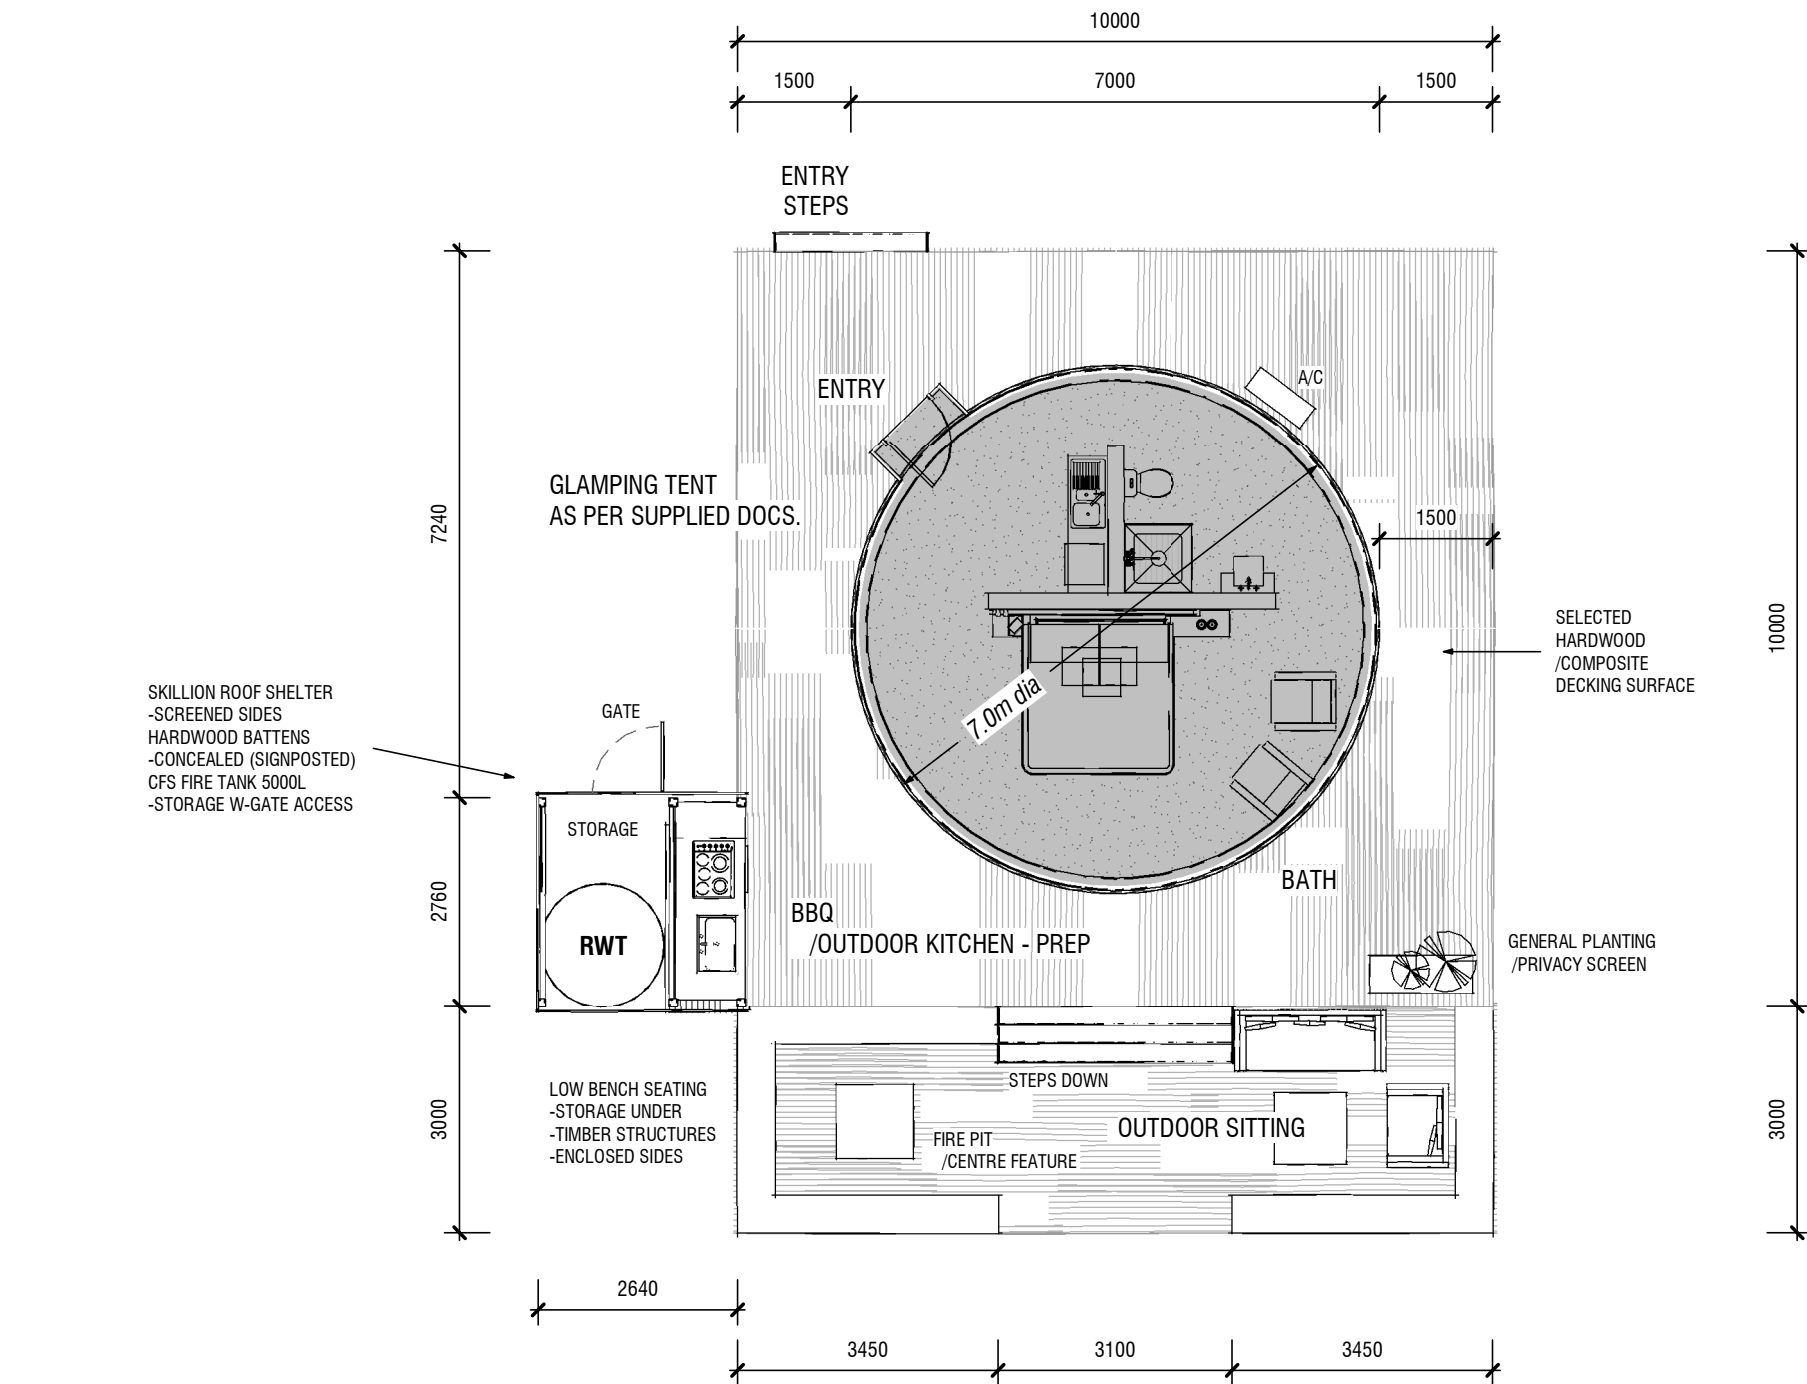 10000
1500
7000
1500
ENTRY
STEPS
ENTRY
A/C
GLAMPING TENT
AS PER SUPPLIED DOCS.
7240
1500
10000
SELECTED
HARDWOOD
/COMPOSITE
DECKING SURFACE
7.0m dia
SKILLION ROOF SHELTER
-SCREENED SIDES
HARDWOOD BATTENS
-CONCEALED (SIGNPOSTED)
CFS FIRE TANK 5000L
-STORAGE W-GATE ACCESS
GATE
STORAGE
2760
RWT
BATH
BBQ
/OUTDOOR KITCHEN - PREP
GENERAL PLANTING
/PRIVACY SCREEN
STEPS DOWN
LOW BENCH SEATING
-STORAGE UNDER
-TIMBER STRUCTURES
-ENCLOSED SIDES
3000
FIRE PIT
/CENTRE FEATURE
OUTDOOR SITTING
3000
2640
3450
3100
3450